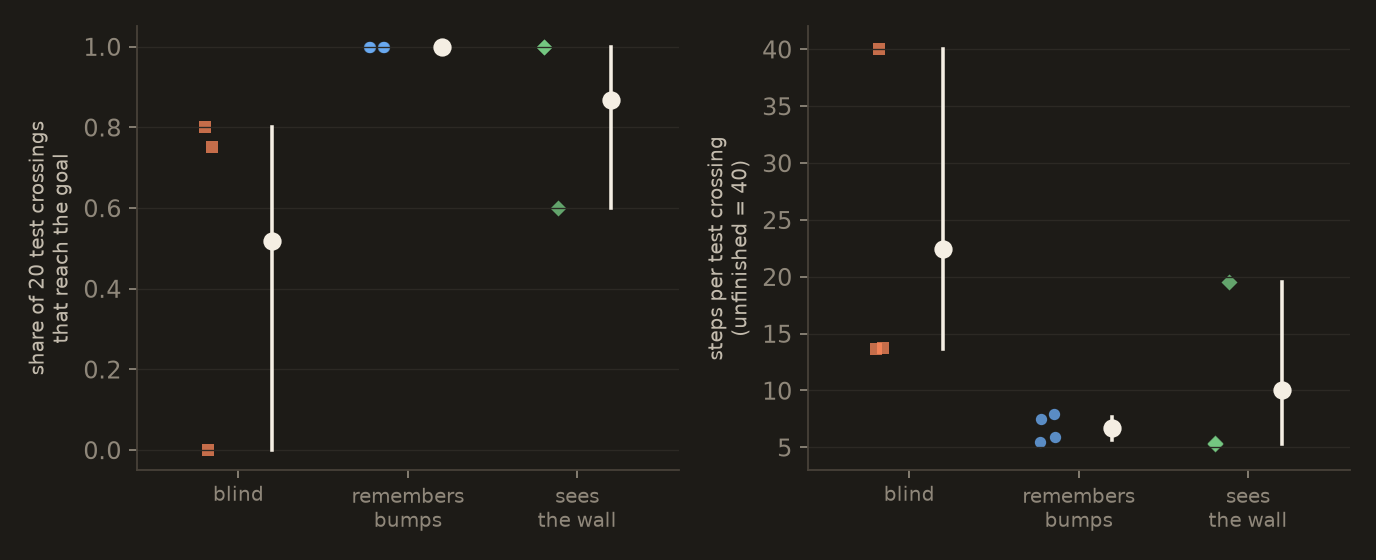 share of 20 test crossings
that reach the goal
1.0
0.8
0.6
0.4
0.2
0.0
blind
remembers
bumps
sees
the wall
steps per test crossing
(unfinished = 40)
40
35
30
25
20
15
10
5
blind
remembers
bumps
sees
the wall